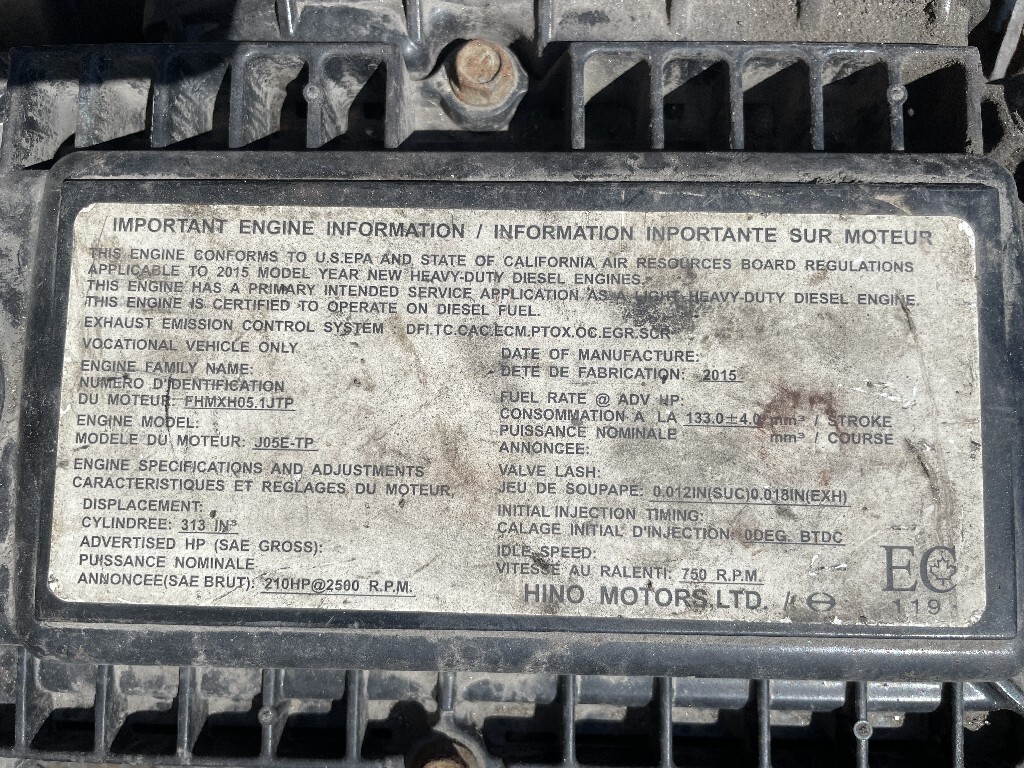 IMPORTANT ENGINE INFORMATION / INFORMATION INPORTANTE SUR MOTEUR
THIS ENGINE CONFORMS TO U.S.EPA AND STATE OF CALIFORNIA AIR RESOURCES BOARD REGULATIONS
APPLICABLE TO 2015 MODEL YEAR NEW HEAVY-DUTY DIESEL ENGINES.
THIS ENGINE HAS A PRIMARY INTENDED SERVICE APPLICATION AS A LIGHT HEAVY-DUTY DIESEL ENGINE.
THIS ENGINE IS CERTIFIED TO OPERATE ON DIESEL FUEL.
EXHAUST EMISSION CONTROL SYSTEM DFI.TC.CAC.ECM.PTOX.OC.EGR.SCR
VOCATIONAL VEHICLE ONLY
ENGINE FAMILY NAME:
NUMERO D'IDENTIFICATION
DU MOTEUR: FHMXH05.1JTP
ENGINE MODEL:
MODELE DU MOTEUR: J05E-TP
ENGINE SPECIFICATIONS AND ADJUSTMENTS
CARACTERISTIQUES ET REGLAGES DU MOTEUR.
DISPLACEMENT:
CYLINDREE: 313 IN³
ADVERTISED HP (SAE GROSS):
PUISSANCE NOMINALE
ANNONCEE(SAE BRUT): 210HP@2500 R.P.M.
DATE OF MANUFACTURE:
DETE DE FABRICATION: 2015
FUEL RATE @ ADV HP:
CONSOMMATION A LA 133.0±4.0 mm³ / STROKE
PUISSANCE NOMINALE mm³ / COURSE
ANNONCEE:
VALVE LASH:
JEU DE SOUPAPE: 0.012IN(SUC)0.018IN(EXH)
INITIAL INJECTION TIMING:
CALAGE INITIAL D'INJECTION: 0DEG. BTDC
IDLE SPEED:
VITESSE AU RALENTI: 750 R.P.M.
HINO MOTORS,LTD.
EC
119